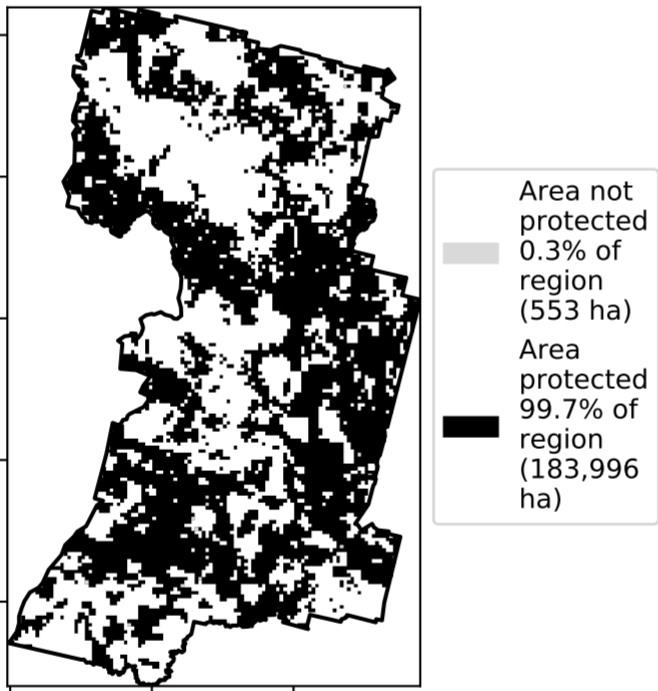 Area not
protected
0.3% of
region
(553 ha)
Area
protected
99.7% of
region
(183,996
ha)